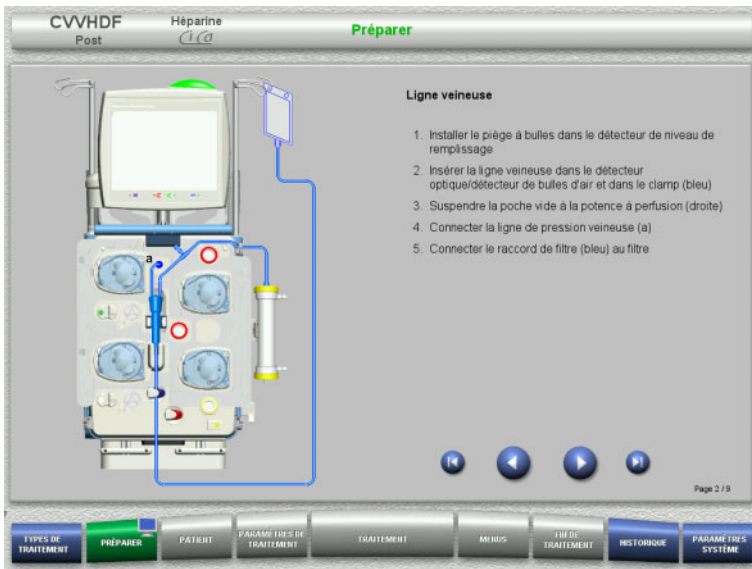 CVVHDF
Post
Héparine
Ci Ca
Préparer
Ligne veineuse
1. Installer le piège à bulles dans le détecteur de niveau de
remplissage
2. Insérer la ligne veineuse dans le détecteur
optique/détecteur de bulles d'air et dans le clamp (bleu)
3. Suspendre la poche vide à la potence à perfusion (droite)
4. Connecter la ligne de pression veineuse (a)
5. Connecter le raccord de filtre (bleu) au filtre
a
Page 2 / 9
TYPES DE
TRAITEMENT
PRÉPARER
PATIENT
PARAMÈTRES DE
TRAITEMENT
TRAITEMENT
MENUS
FIN DE
TRAITEMENT
HISTORIQUE
PARAMÈTRES
SYSTÈME